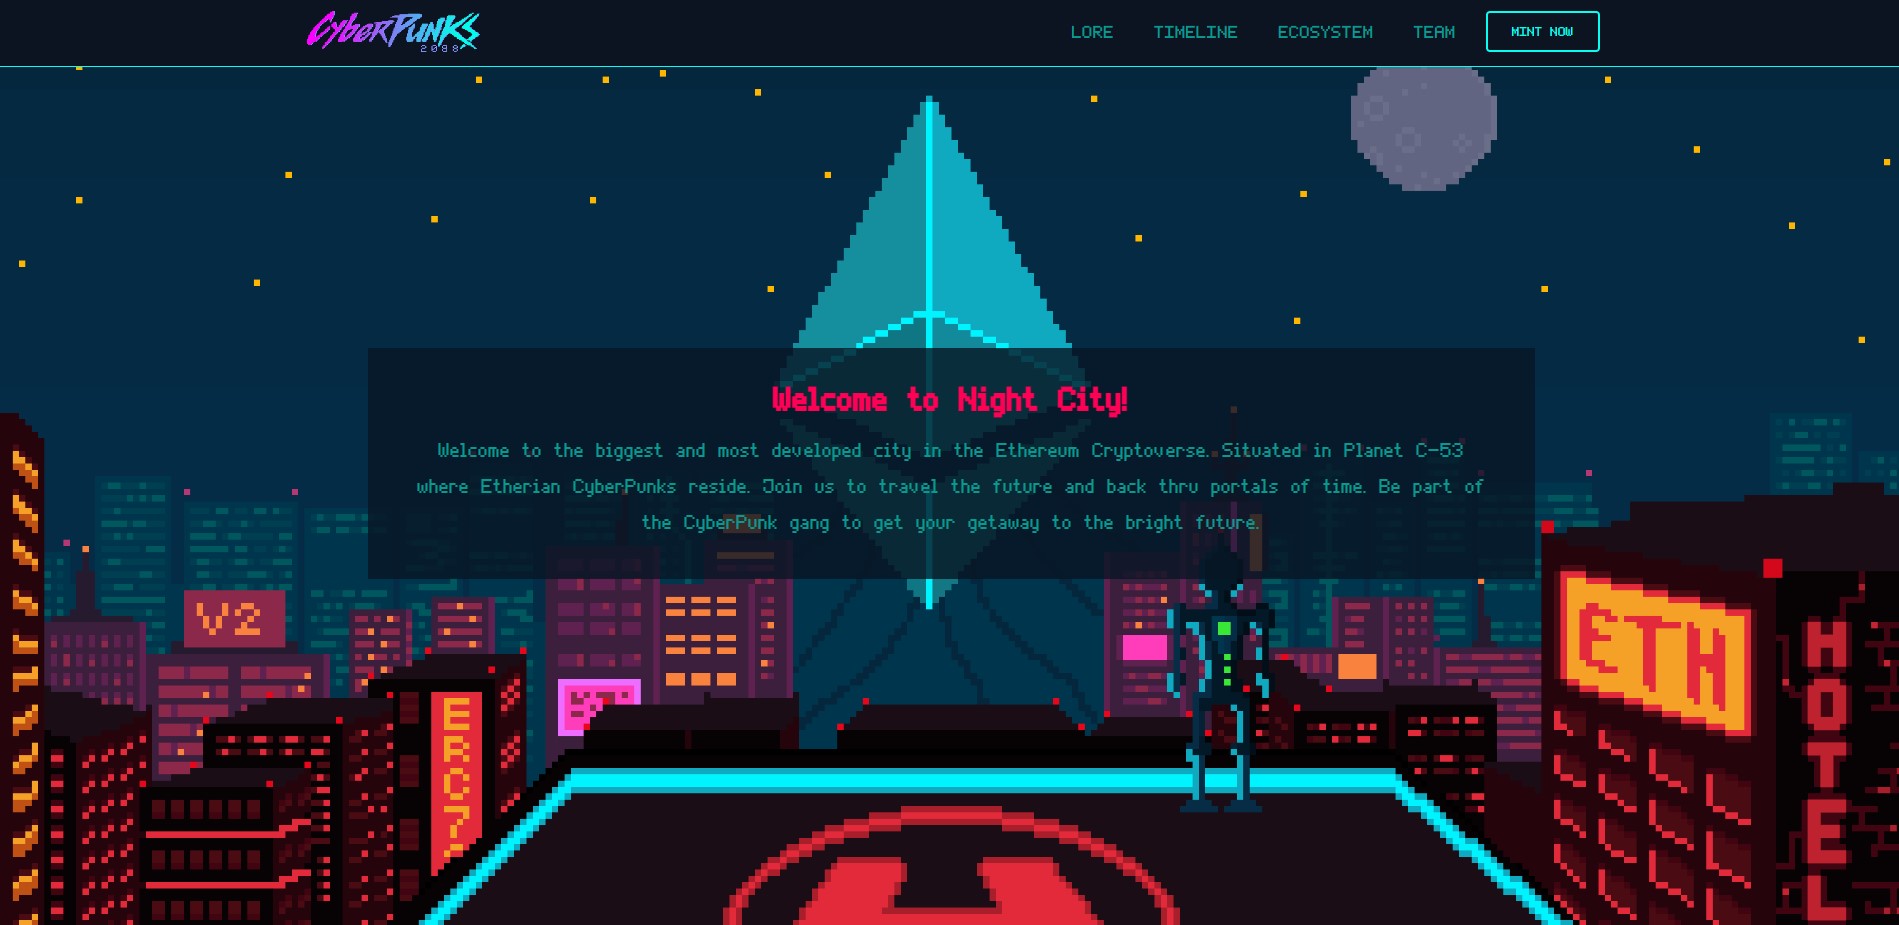 CyberPunks
2088
LORE TIMELINE ECOSYSTEM TEAM MINT NOW
Welcome to Night City!
Welcome to the biggest and most developed city in the Ethereum Cryptoverse. Situated in Planet C-53
where Etherian CyberPunks reside. Join us to travel the future and back thru portals of time. Be part of
the CyberPunk gang to get your getaway to the bright future.
V2
ETH
HOTEL
ERC7